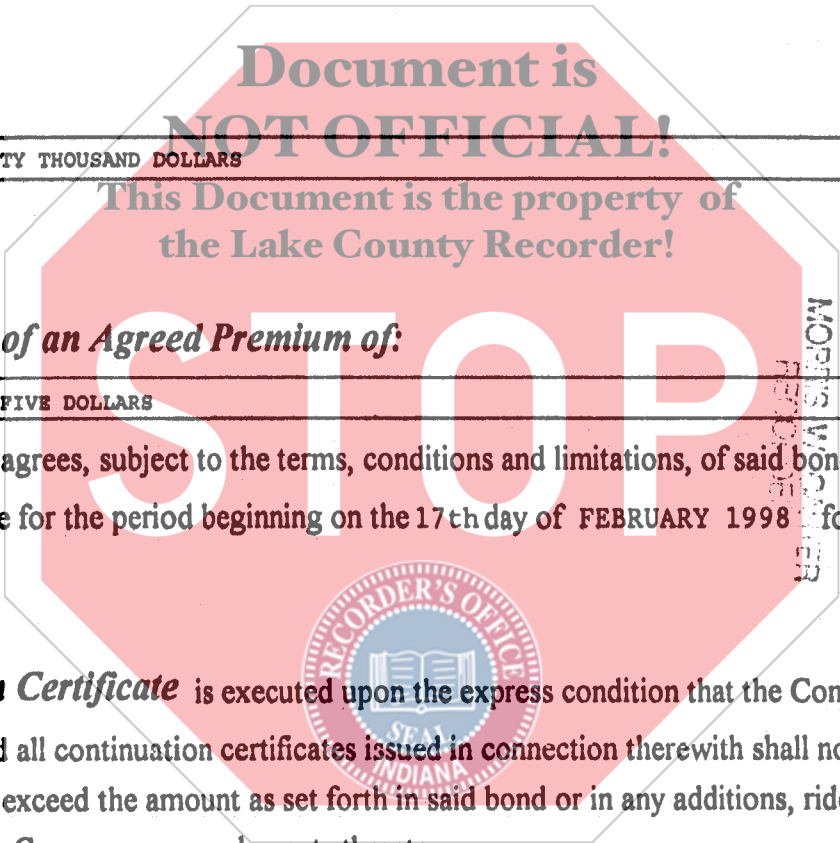 Document is
NOT OFFICIAL!
TY THOUSAND DOLLARS
This Document is the property of
the Lake County Recorder!
of an Agreed Premium of:
STOP
FIVE DOLLARS
agrees, subject to the terms, conditions and limitations, of said bon
e for the period beginning on the 17th day of FEBRUARY 1998 fo
RECORDER'S OFFICE
Certificate is executed upon the express condition that the Com
SEAL
all continuation certificates issued in connection therewith shall no
INDIANA
exceed the amount as set forth in said bond or in any additions, ride